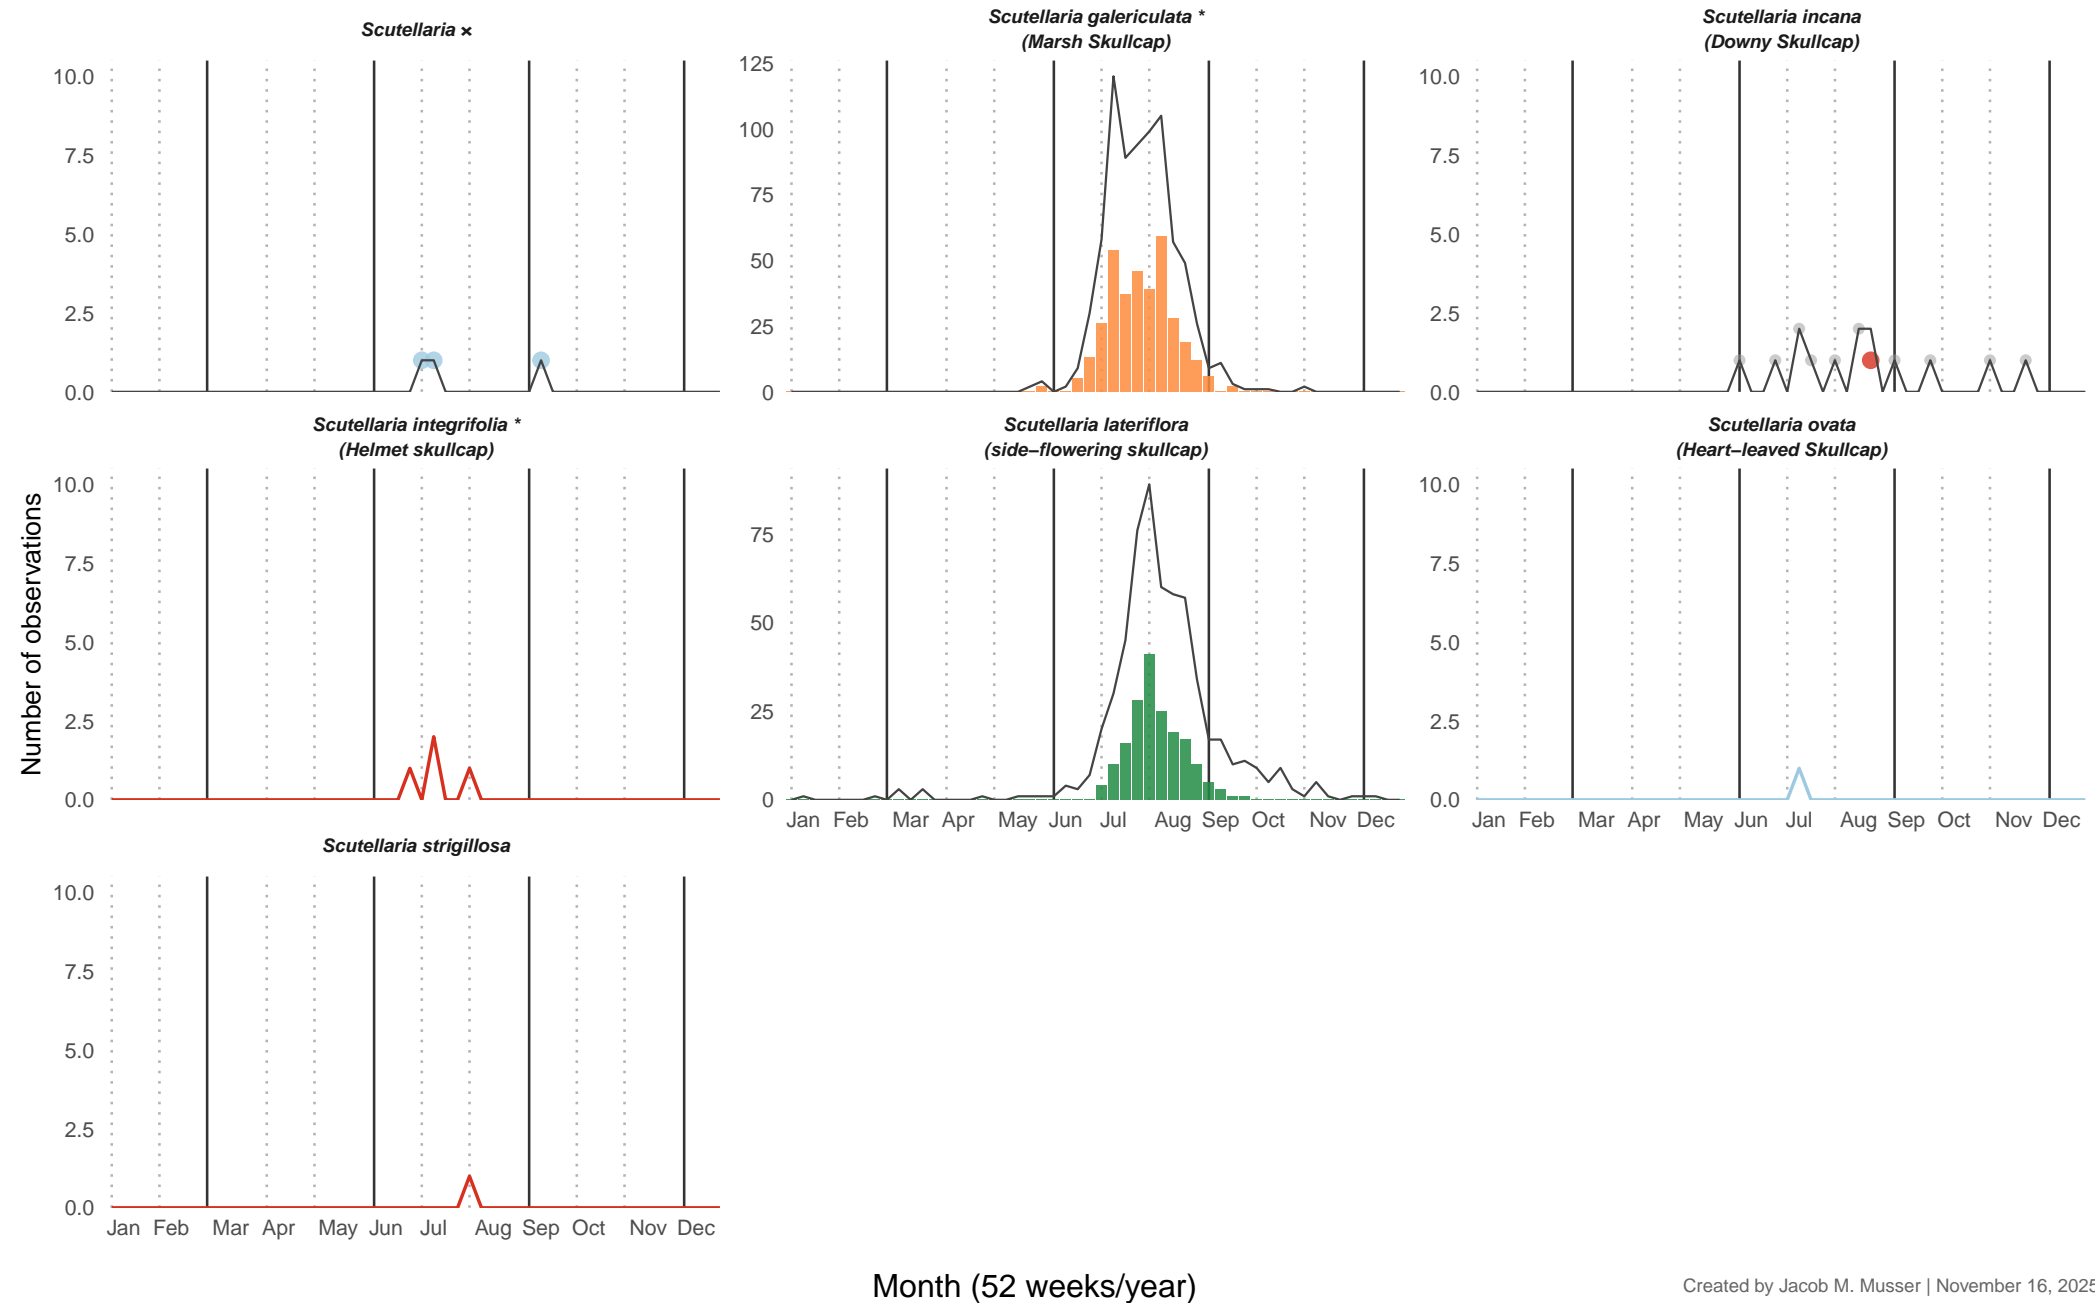 Scutellaria ×
Scutellaria galericulata *
(Marsh Skullcap)
Scutellaria incana
(Downy Skullcap)
10.0
7.5
5.0
2.5
0.0
125
100
75
50
25
0
10.0
7.5
5.0
2.5
0.0
Scutellaria integrifolia *
(Helmet skullcap)
Scutellaria lateriflora
(side–flowering skullcap)
Scutellaria ovata
(Heart–leaved Skullcap)
Number of observations
10.0
7.5
5.0
2.5
0.0
75
50
25
0
10.0
7.5
5.0
2.5
0.0
Jan Feb Mar Apr May Jun Jul Aug Sep Oct Nov Dec
Jan Feb Mar Apr May Jun Jul Aug Sep Oct Nov Dec
Scutellaria strigillosa
10.0
7.5
5.0
2.5
0.0
Jan Feb Mar Apr May Jun Jul Aug Sep Oct Nov Dec
Month (52 weeks/year)
Created by Jacob M. Musser | November 16, 2025